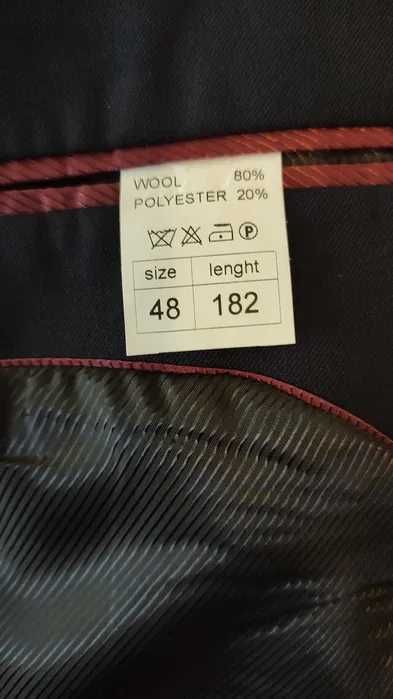 WOOL 80%
POLYESTER 20%
P
size lenght
48 182